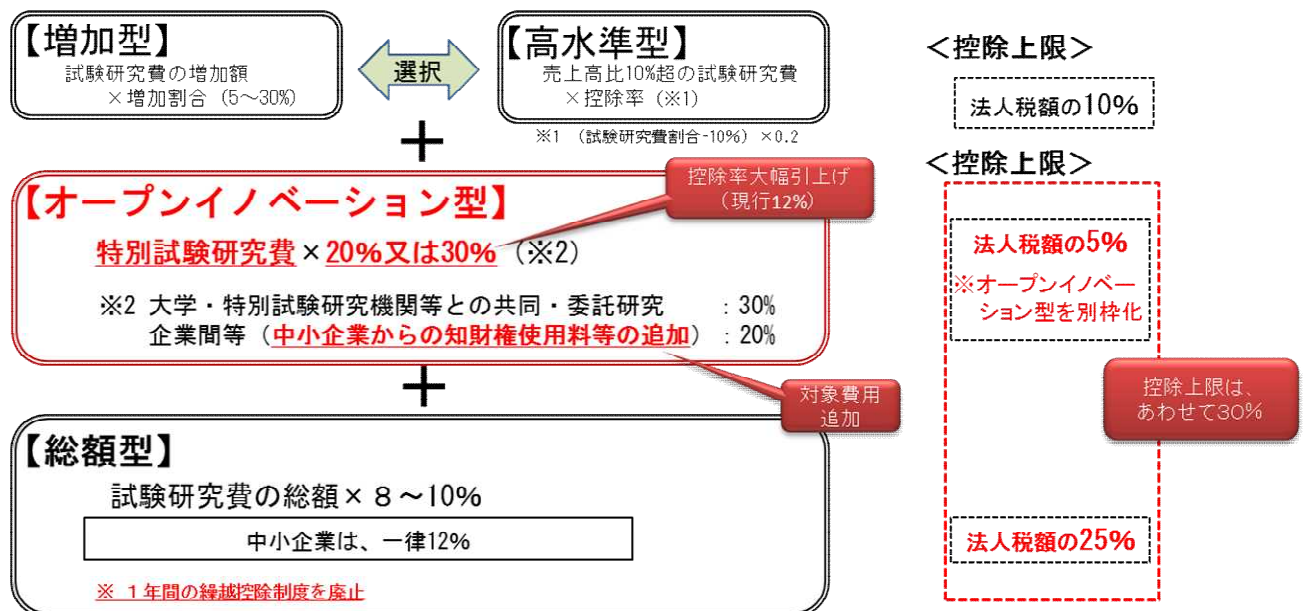 【増加型】
試験研究費の増加額
×増加割合（5～30%）
選択
【高水準型】
売上高比10%超の試験研究費
×控除率（※1）
※1 （試験研究費割合-10%）×0.2
＜控除上限＞
法人税額の10%
＋
＜控除上限＞
控除率大幅引上げ
（現行12%）
【オープンイノベーション型】
特別試験研究費×20%又は30%（※2）
※2 大学・特別試験研究機関等との共同・委託研究 ：30%
企業間等（中小企業からの知財権使用料等の追加）：20%
法人税額の5%
※オープンイノベー
ション型を別枠化
＋
対象費用
追加
控除上限は、
あわせて30%
【総額型】
試験研究費の総額×８～10%
中小企業は、一律12%
※ １年間の繰越控除制度を廃止
法人税額の25%